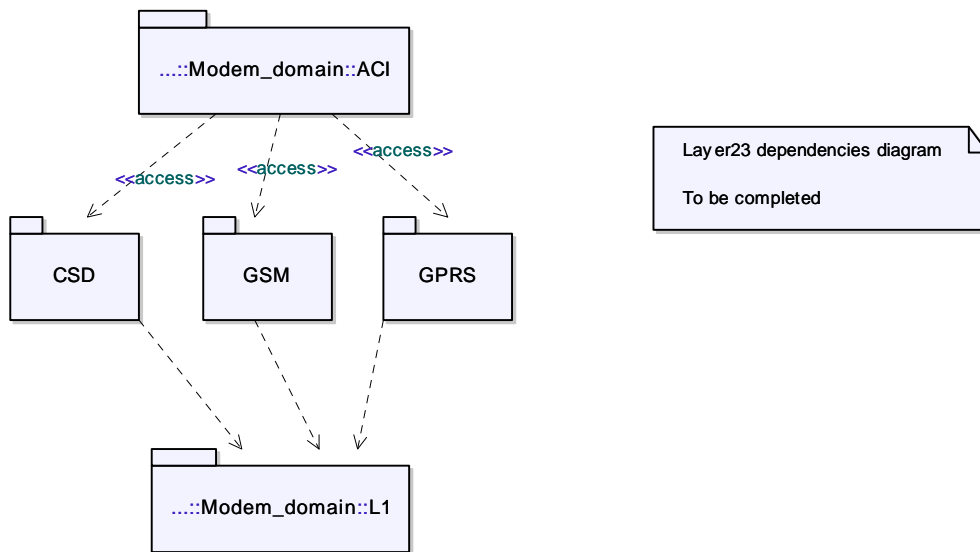 ...::Modem_domain::ACI
<<access>>
<<access>>
<<access>>
Layer23 dependencies diagram
To be completed
CSD
GSM
GPRS
...::Modem_domain::L1